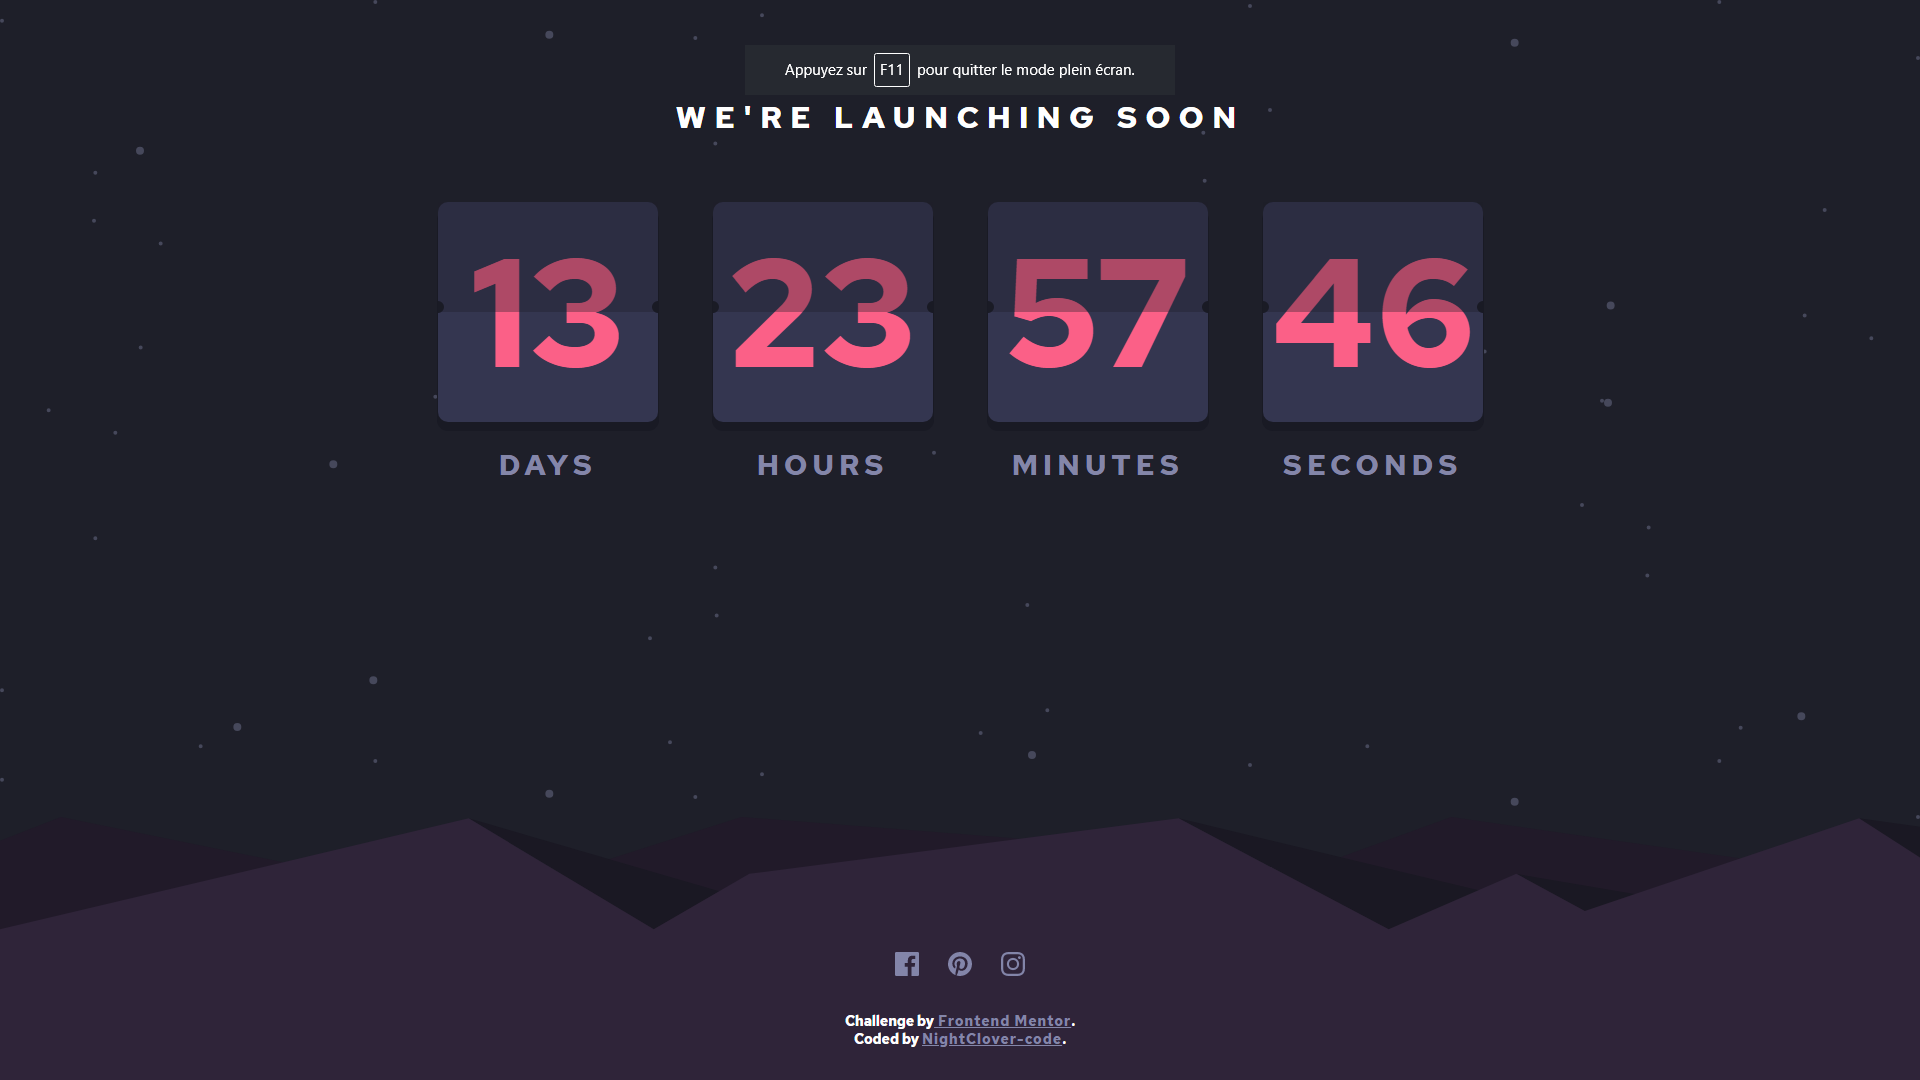 Appuyez sur F11 pour quitter le mode plein écran.
WE'RE LAUNCHING SOON
13 23 57 46
DAYS HOURS MINUTES SECONDS
Challenge by Frontend Mentor.
Coded by NightClover-code.